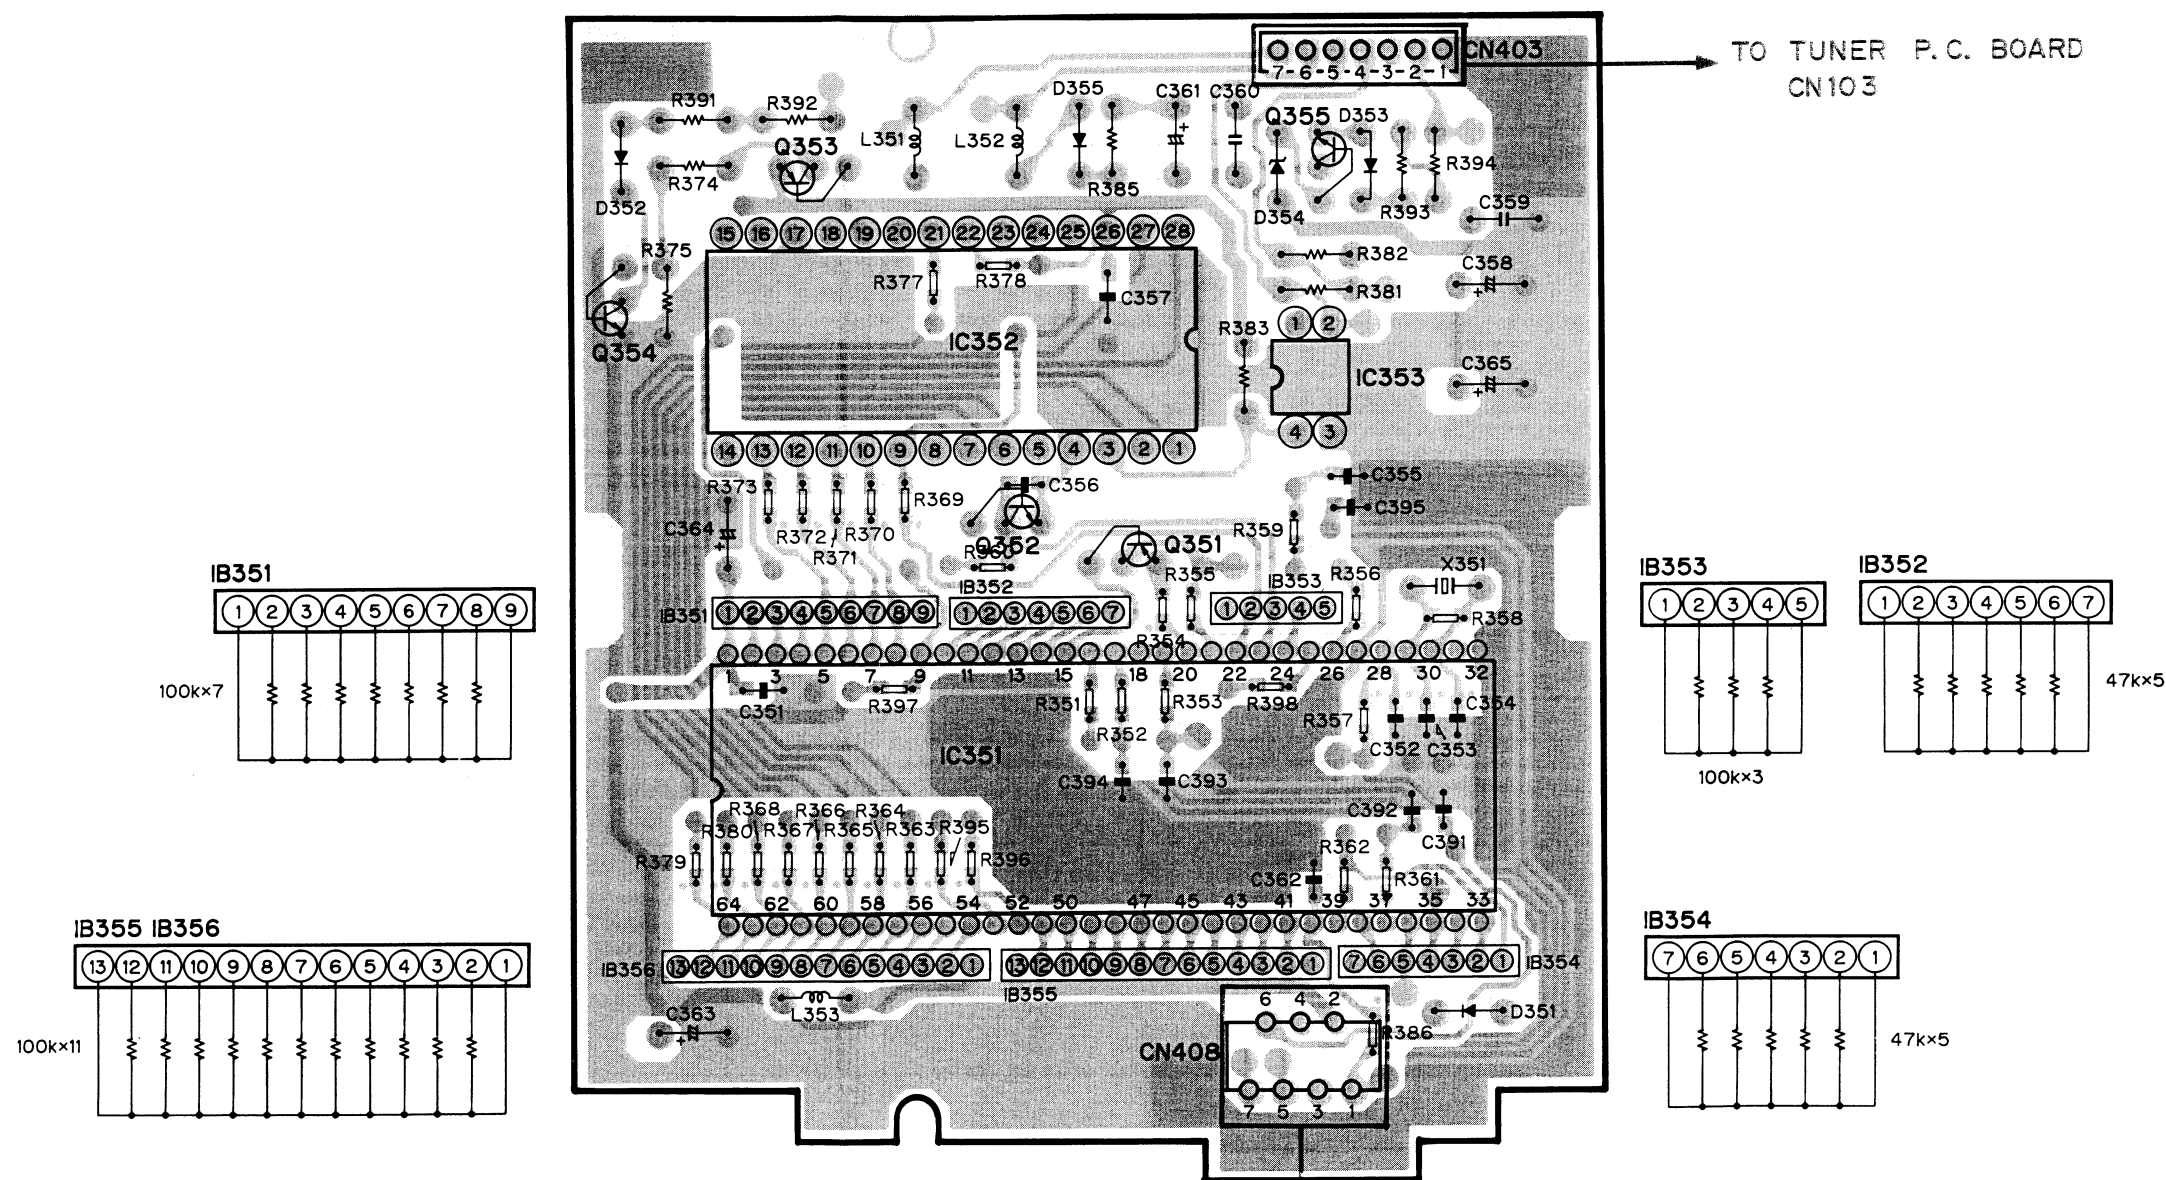 CN403
7-6-5-4-3-2-1
TO TUNER P.C. BOARD
CN103
R391 R392 D355 C361 C360
Q355 D353
L351 L352
Q353
R394
R374
R385
D352
D354 R393 C359
15 16 17 18 19 20 21 22 23 24 25 26 27 28
R375
R382
C358
R377 R378
C357
R381
1 2
R383
Q354
IC352
C365
IC353
4 3
14 13 12 11 10 9 8 7 6 5 4 3 2 1
R373
R369
C356
C355
C395
C364
R372 R370
R371
R359
Q352
R360
Q351
IB351
1 2 3 4 5 6 7 8 9
100k×7
IB352
R355
IB353
R356
X351
IB351
1 2 3 4 5 6 7 8 9
1 2 3 4 5 6 7
1 2 3 4 5
R354
R358
IB353
1 2 3 4 5
100k×3
IB352
1 2 3 4 5 6 7
47k×5
1 3 5 7 9 11 13 15 18 20 22 24 26 28 30 32
C351
R397
R351
R352
R353
R398
R357
C354
C352 C353
IC351
C394 C393
C392
C391
R368 R366 R364
R380 R367 R365 R363 R395
R379
R396
R362
C362
R361
64 62 60 58 56 54 52 50 47 45 43 41 39 37 35 33
IB356
13 12 11 10 9 8 7 6 5 4 3 2 1
13 12 11 10 9 8 7 6 5 4 3 2 1
IB355
7 6 5 4 3 2 1
IB354
C363
L353
D351
6 4 2
R386
CN408
7 5 3 1
IB355 IB356
13 12 11 10 9 8 7 6 5 4 3 2 1
100k×11
IB354
7 6 5 4 3 2 1
47k×5